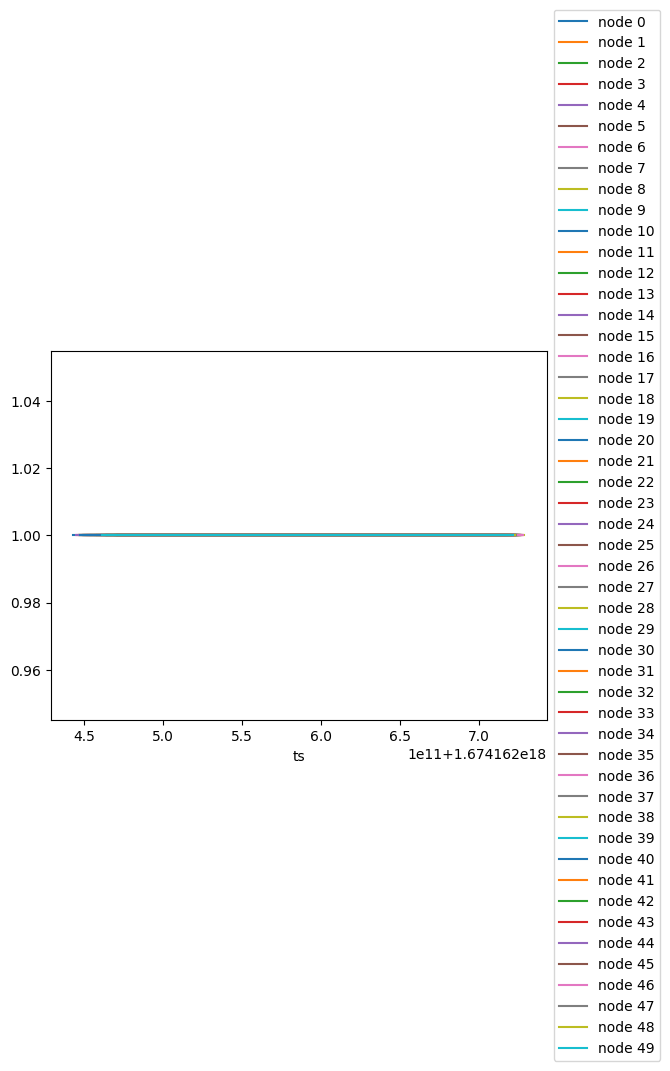 1.04
1.02
1.00
0.98
0.96
4.5 5.0 5.5 6.0 6.5 7.0
ts
1e11+1.674162e18
node 0
node 1
node 2
node 3
node 4
node 5
node 6
node 7
node 8
node 9
node 10
node 11
node 12
node 13
node 14
node 15
node 16
node 17
node 18
node 19
node 20
node 21
node 22
node 23
node 24
node 25
node 26
node 27
node 28
node 29
node 30
node 31
node 32
node 33
node 34
node 35
node 36
node 37
node 38
node 39
node 40
node 41
node 42
node 43
node 44
node 45
node 46
node 47
node 48
node 49